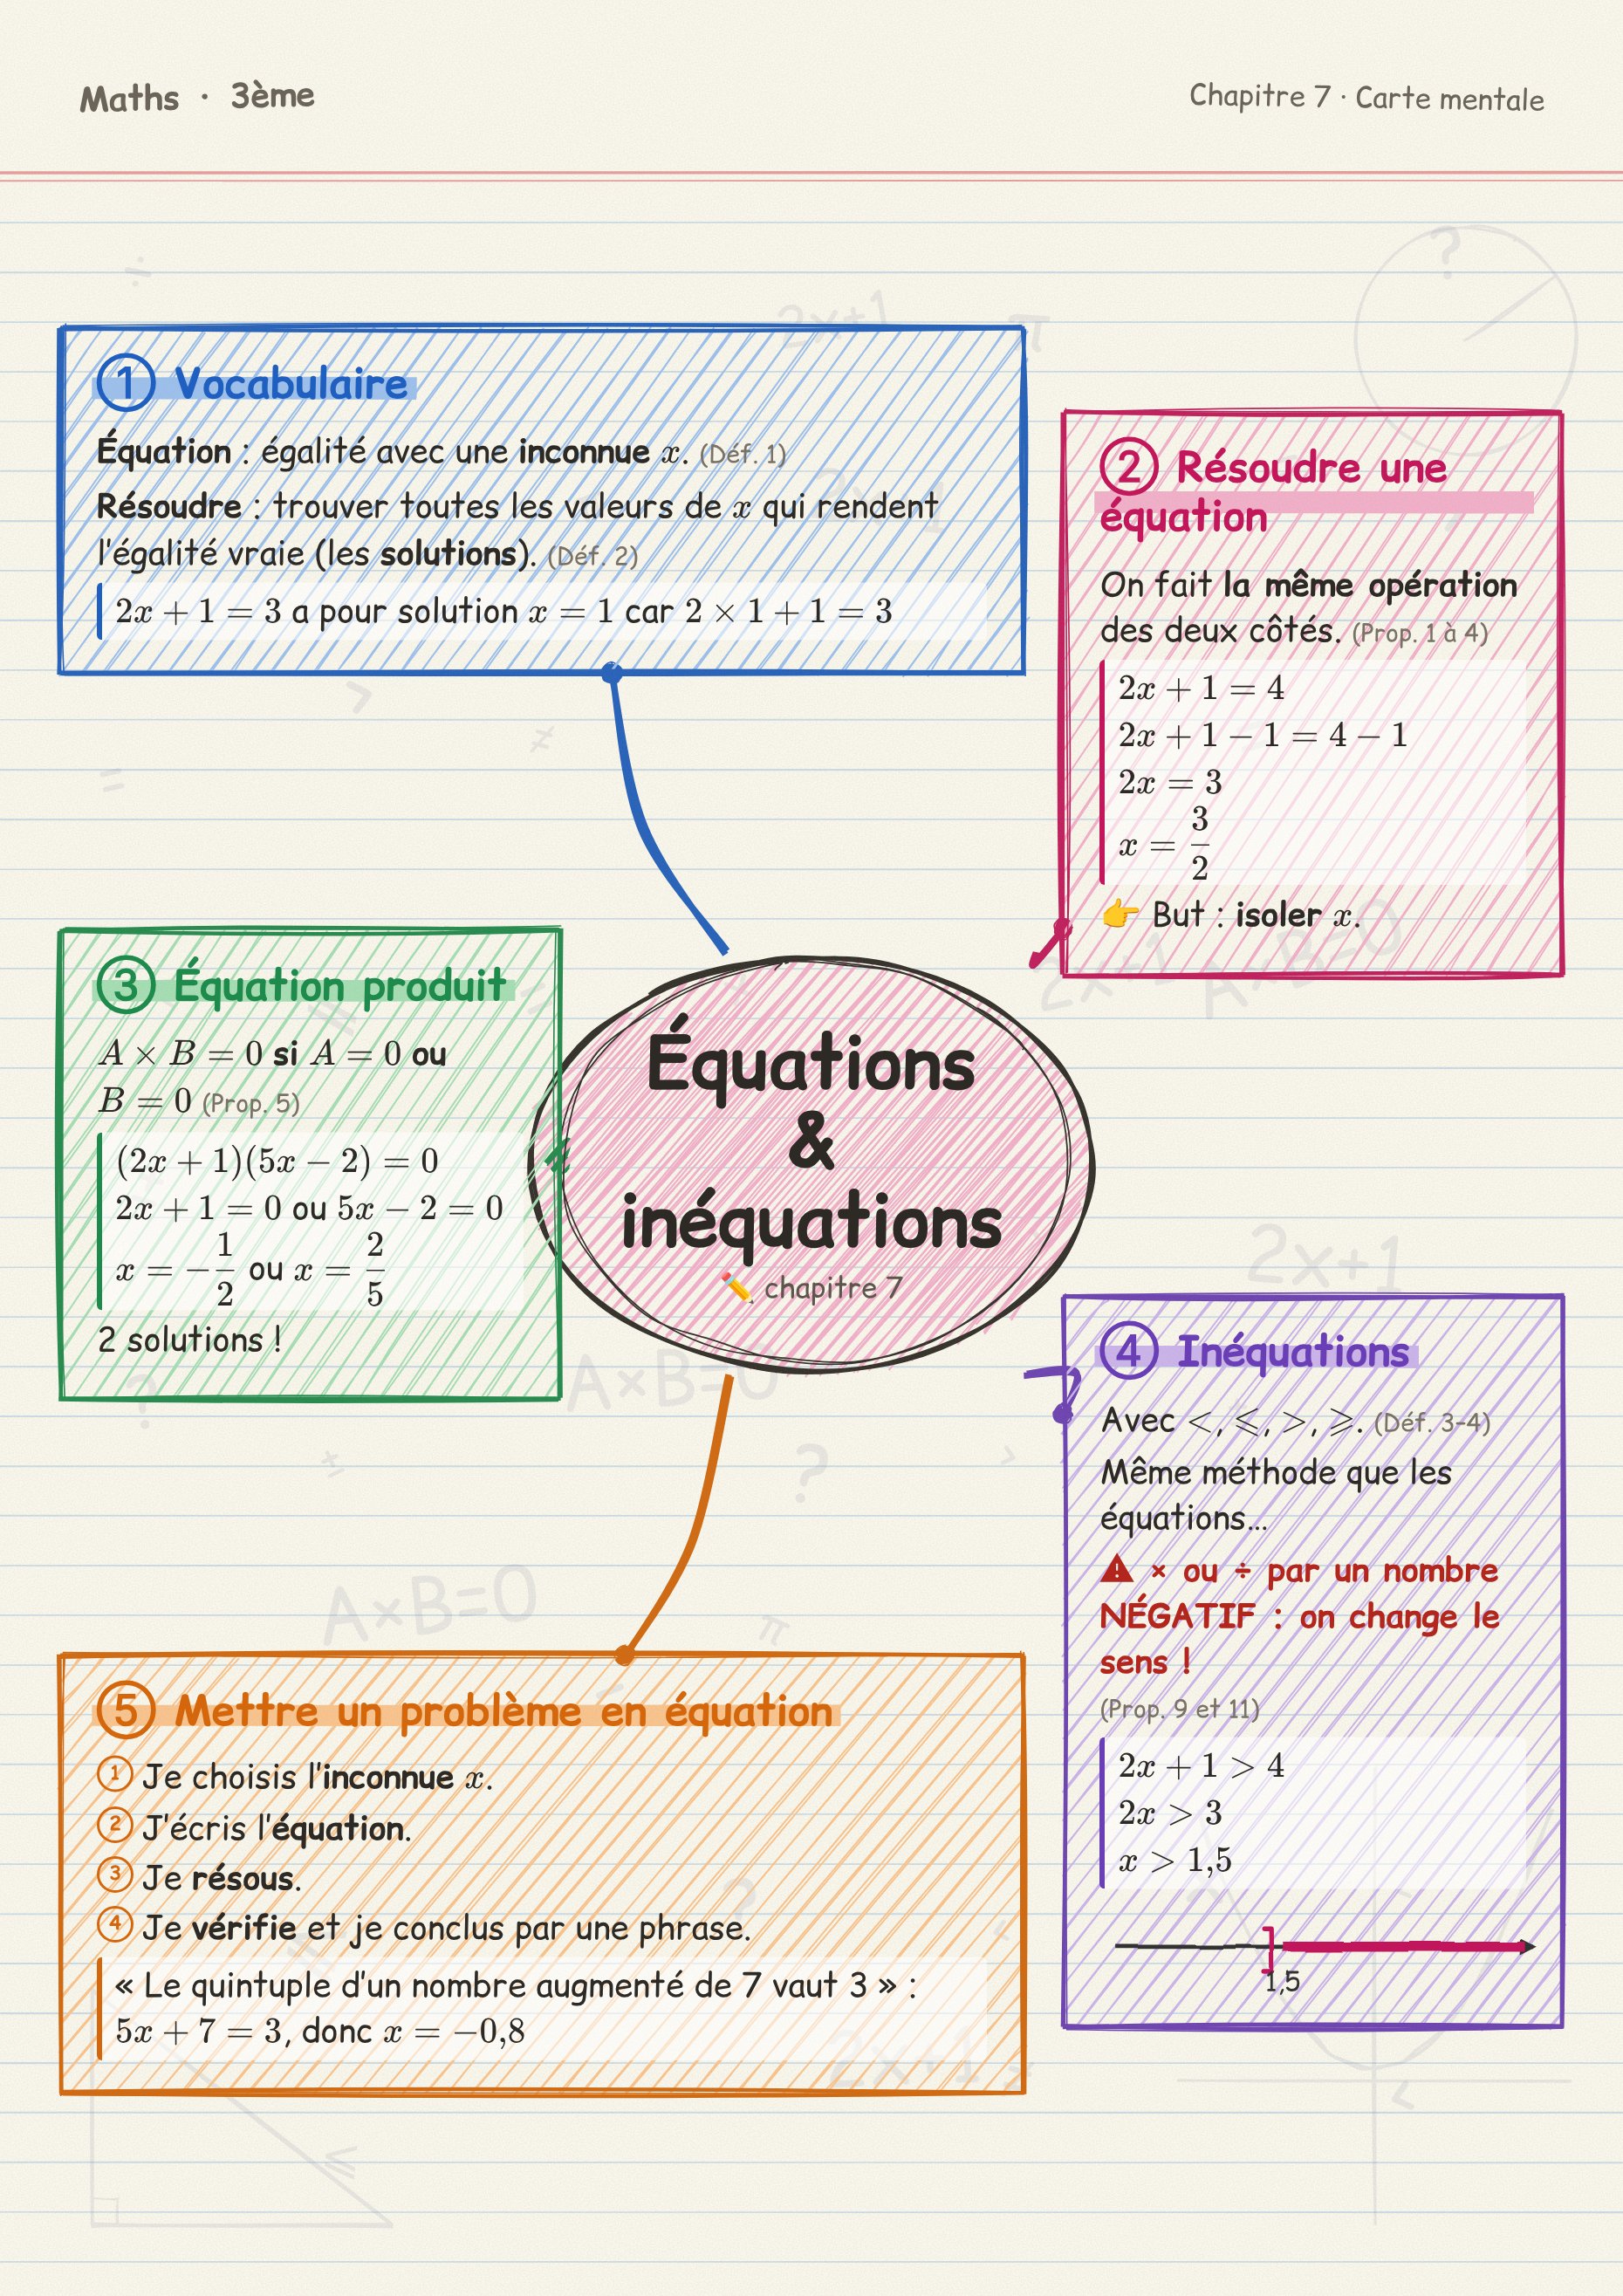 Maths · 3ème
Chapitre 7 · Carte mentale
① Vocabulaire
Équation : égalité avec une inconnue x. (Déf. 1)
Résoudre : trouver toutes les valeurs de x qui rendent
l'égalité vraie (les solutions). (Déf. 2)
2x + 1 = 3 a pour solution x = 1 car 2 × 1 + 1 = 3
② Résoudre une
équation
On fait la même opération
des deux côtés. (Prop. 1 à 4)
2x + 1 = 4
2x + 1 − 1 = 4 − 1
2x = 3
x = 3/2
👉 But : isoler x.
③ Équation produit
A × B = 0 si A = 0 ou
B = 0 (Prop. 5)
(2x + 1)(5x − 2) = 0
2x + 1 = 0 ou 5x − 2 = 0
x = −1/2 ou x = 2/5
2 solutions !
Équations
&
inéquations
✏️ chapitre 7
④ Inéquations
Avec <, ⩽, >, ⩾. (Déf. 3-4)
Même méthode que les
équations...
⚠ × ou ÷ par un nombre
NÉGATIF : on change le
sens !
(Prop. 9 et 11)
2x + 1 > 4
2x > 3
x > 1,5
1,5
⑤ Mettre un problème en équation
① Je choisis l'inconnue x.
② J'écris l'équation.
③ Je résous.
④ Je vérifie et je conclus par une phrase.
« Le quintuple d'un nombre augmenté de 7 vaut 3 » :
5x + 7 = 3, donc x = −0,8